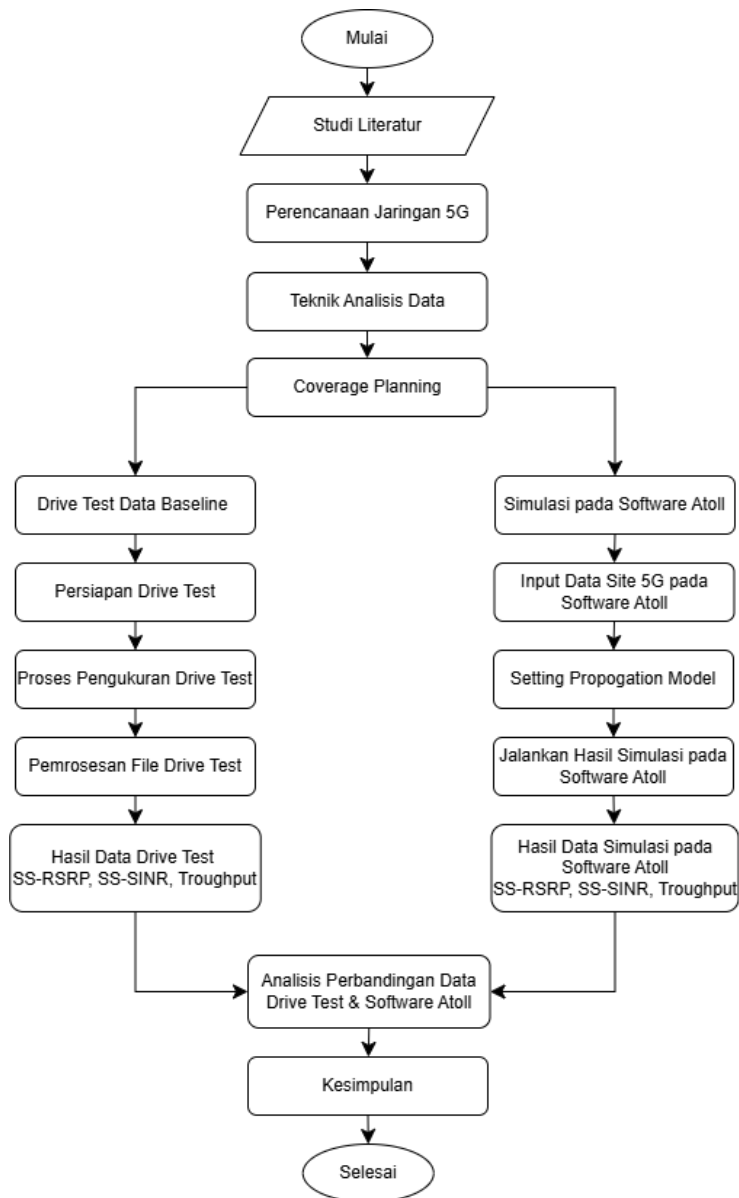 Mulai
Studi Literatur
Perencanaan Jaringan 5G
Teknik Analisis Data
Coverage Planning
Drive Test Data Baseline
Persiapan Drive Test
Proses Pengukuran Drive Test
Pemrosesan File Drive Test
Hasil Data Drive Test
SS-RSRP, SS-SINR, Troughput
Simulasi pada Software Atoll
Input Data Site 5G pada
Software Atoll
Setting Propogation Model
Jalankan Hasil Simulasi pada
Software Atoll
Hasil Data Simulasi pada
Software Atoll
SS-RSRP, SS-SINR, Troughput
Analisis Perbandingan Data
Drive Test & Software Atoll
Kesimpulan
Selesai